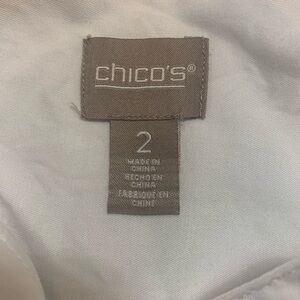 chico's®
2
MADE IN
CHINA
HECHO EN
CHINA
FABRIQUÉ EN
CHINE